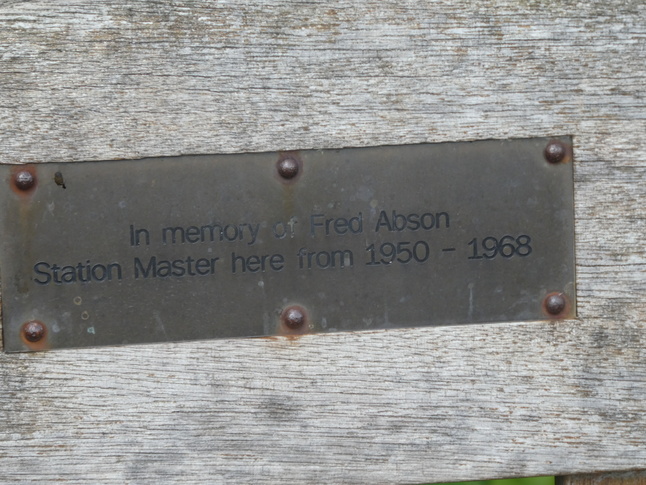 In memory of Fred Abson
Station Master here from 1950 - 1968